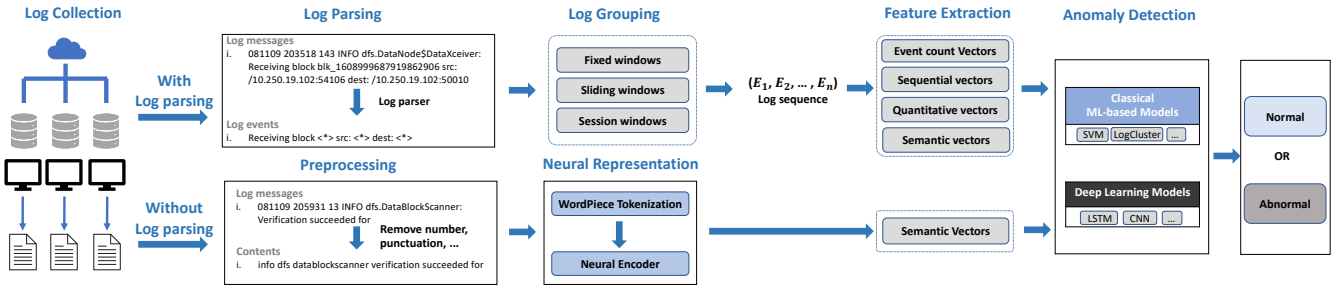 Log Collection
Log Parsing
Log Grouping
Feature Extraction
Anomaly Detection
With
Log parsing
Log messages
i. 081109 203518 143 INFO dfs.DataNode$DataXceiver:
Receiving block blk_1608999687919862906 src:
/10.250.19.102:54106 dest: /10.250.19.102:50010
Log parser
Log events
i. Receiving block <*> src: <*> dest: <*>
Fixed windows
Sliding windows
Session windows
(E1, E2, ... , En)
Log sequence
Event count Vectors
Sequential vectors
Quantitative vectors
Semantic vectors
Classical
ML-based Models
SVM LogCluster ...
Deep Learning Models
LSTM CNN ...
Normal
OR
Abnormal
Without
Log parsing
Preprocessing
Log messages
i. 081109 205931 13 INFO dfs.DataBlockScanner:
Verification succeeded for
Remove number,
punctuation, ...
Contents
i. info dfs datablockscanner verification succeeded for
Neural Representation
WordPiece Tokenization
Neural Encoder
Semantic Vectors